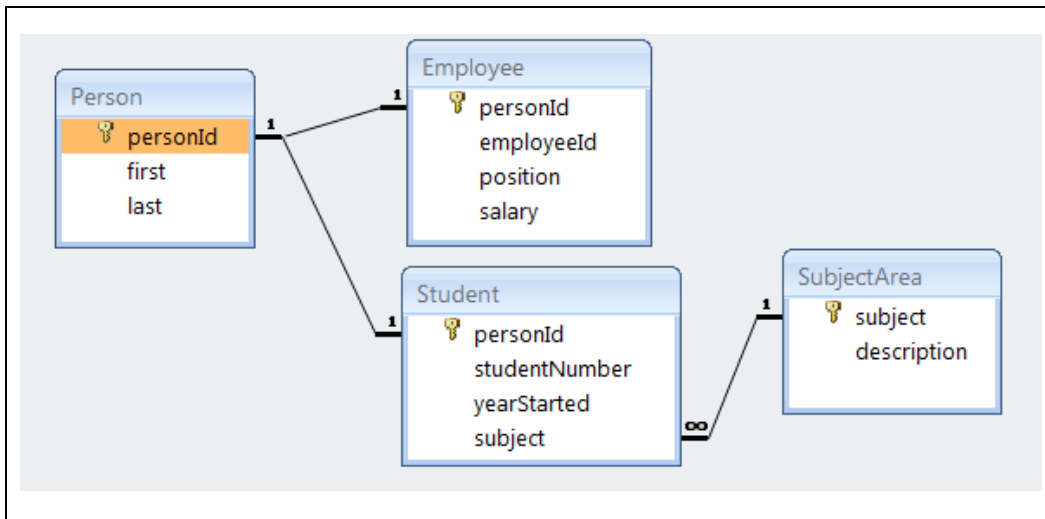 Person
personId
first
last
1
1
Employee
personId
employeeId
position
salary
1
Student
personId
studentNumber
yearStarted
subject
∞
1
SubjectArea
subject
description